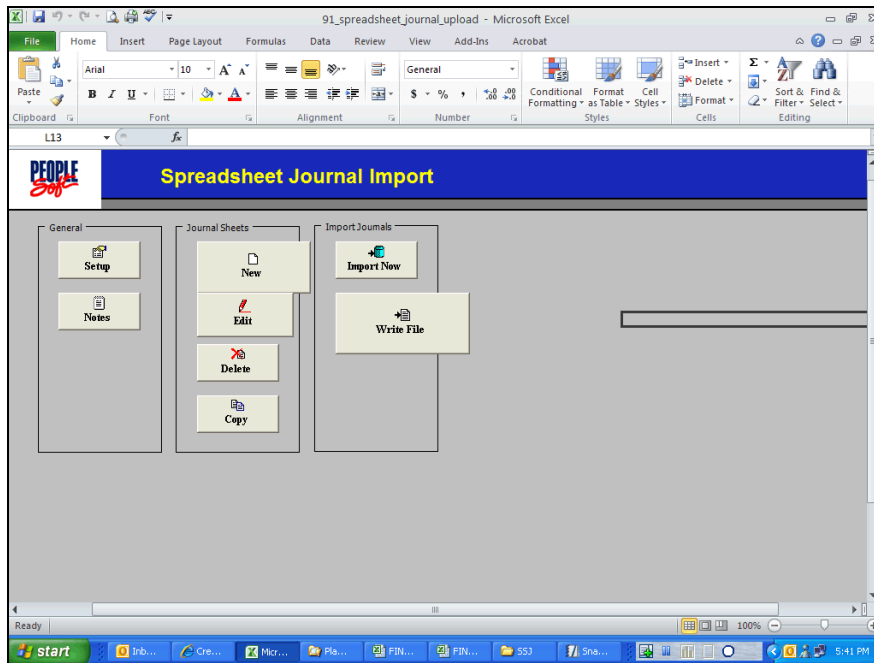 91_spreadsheet_journal_upload - Microsoft Excel
File Home Insert Page Layout Formulas Data Review View Add-Ins Acrobat
Paste
Arial 10 A A
B I U A
General
$ % , .00 .00
Conditional Formatting
Format as Table
Cell Styles
Insert
Delete
Format
Sort & Filter
Find & Select
Clipboard Font Alignment Number Styles Cells Editing
L13 fx
PEOPLE Soft
Spreadsheet Journal Import
General Journal Sheets Import Journals
Setup New Import Now
Notes Edit Write File
Delete
Copy
Ready 100%
start Inb... Cre... Micr... Pla... FIN... FIN... SSJ Sna... 5:41 PM